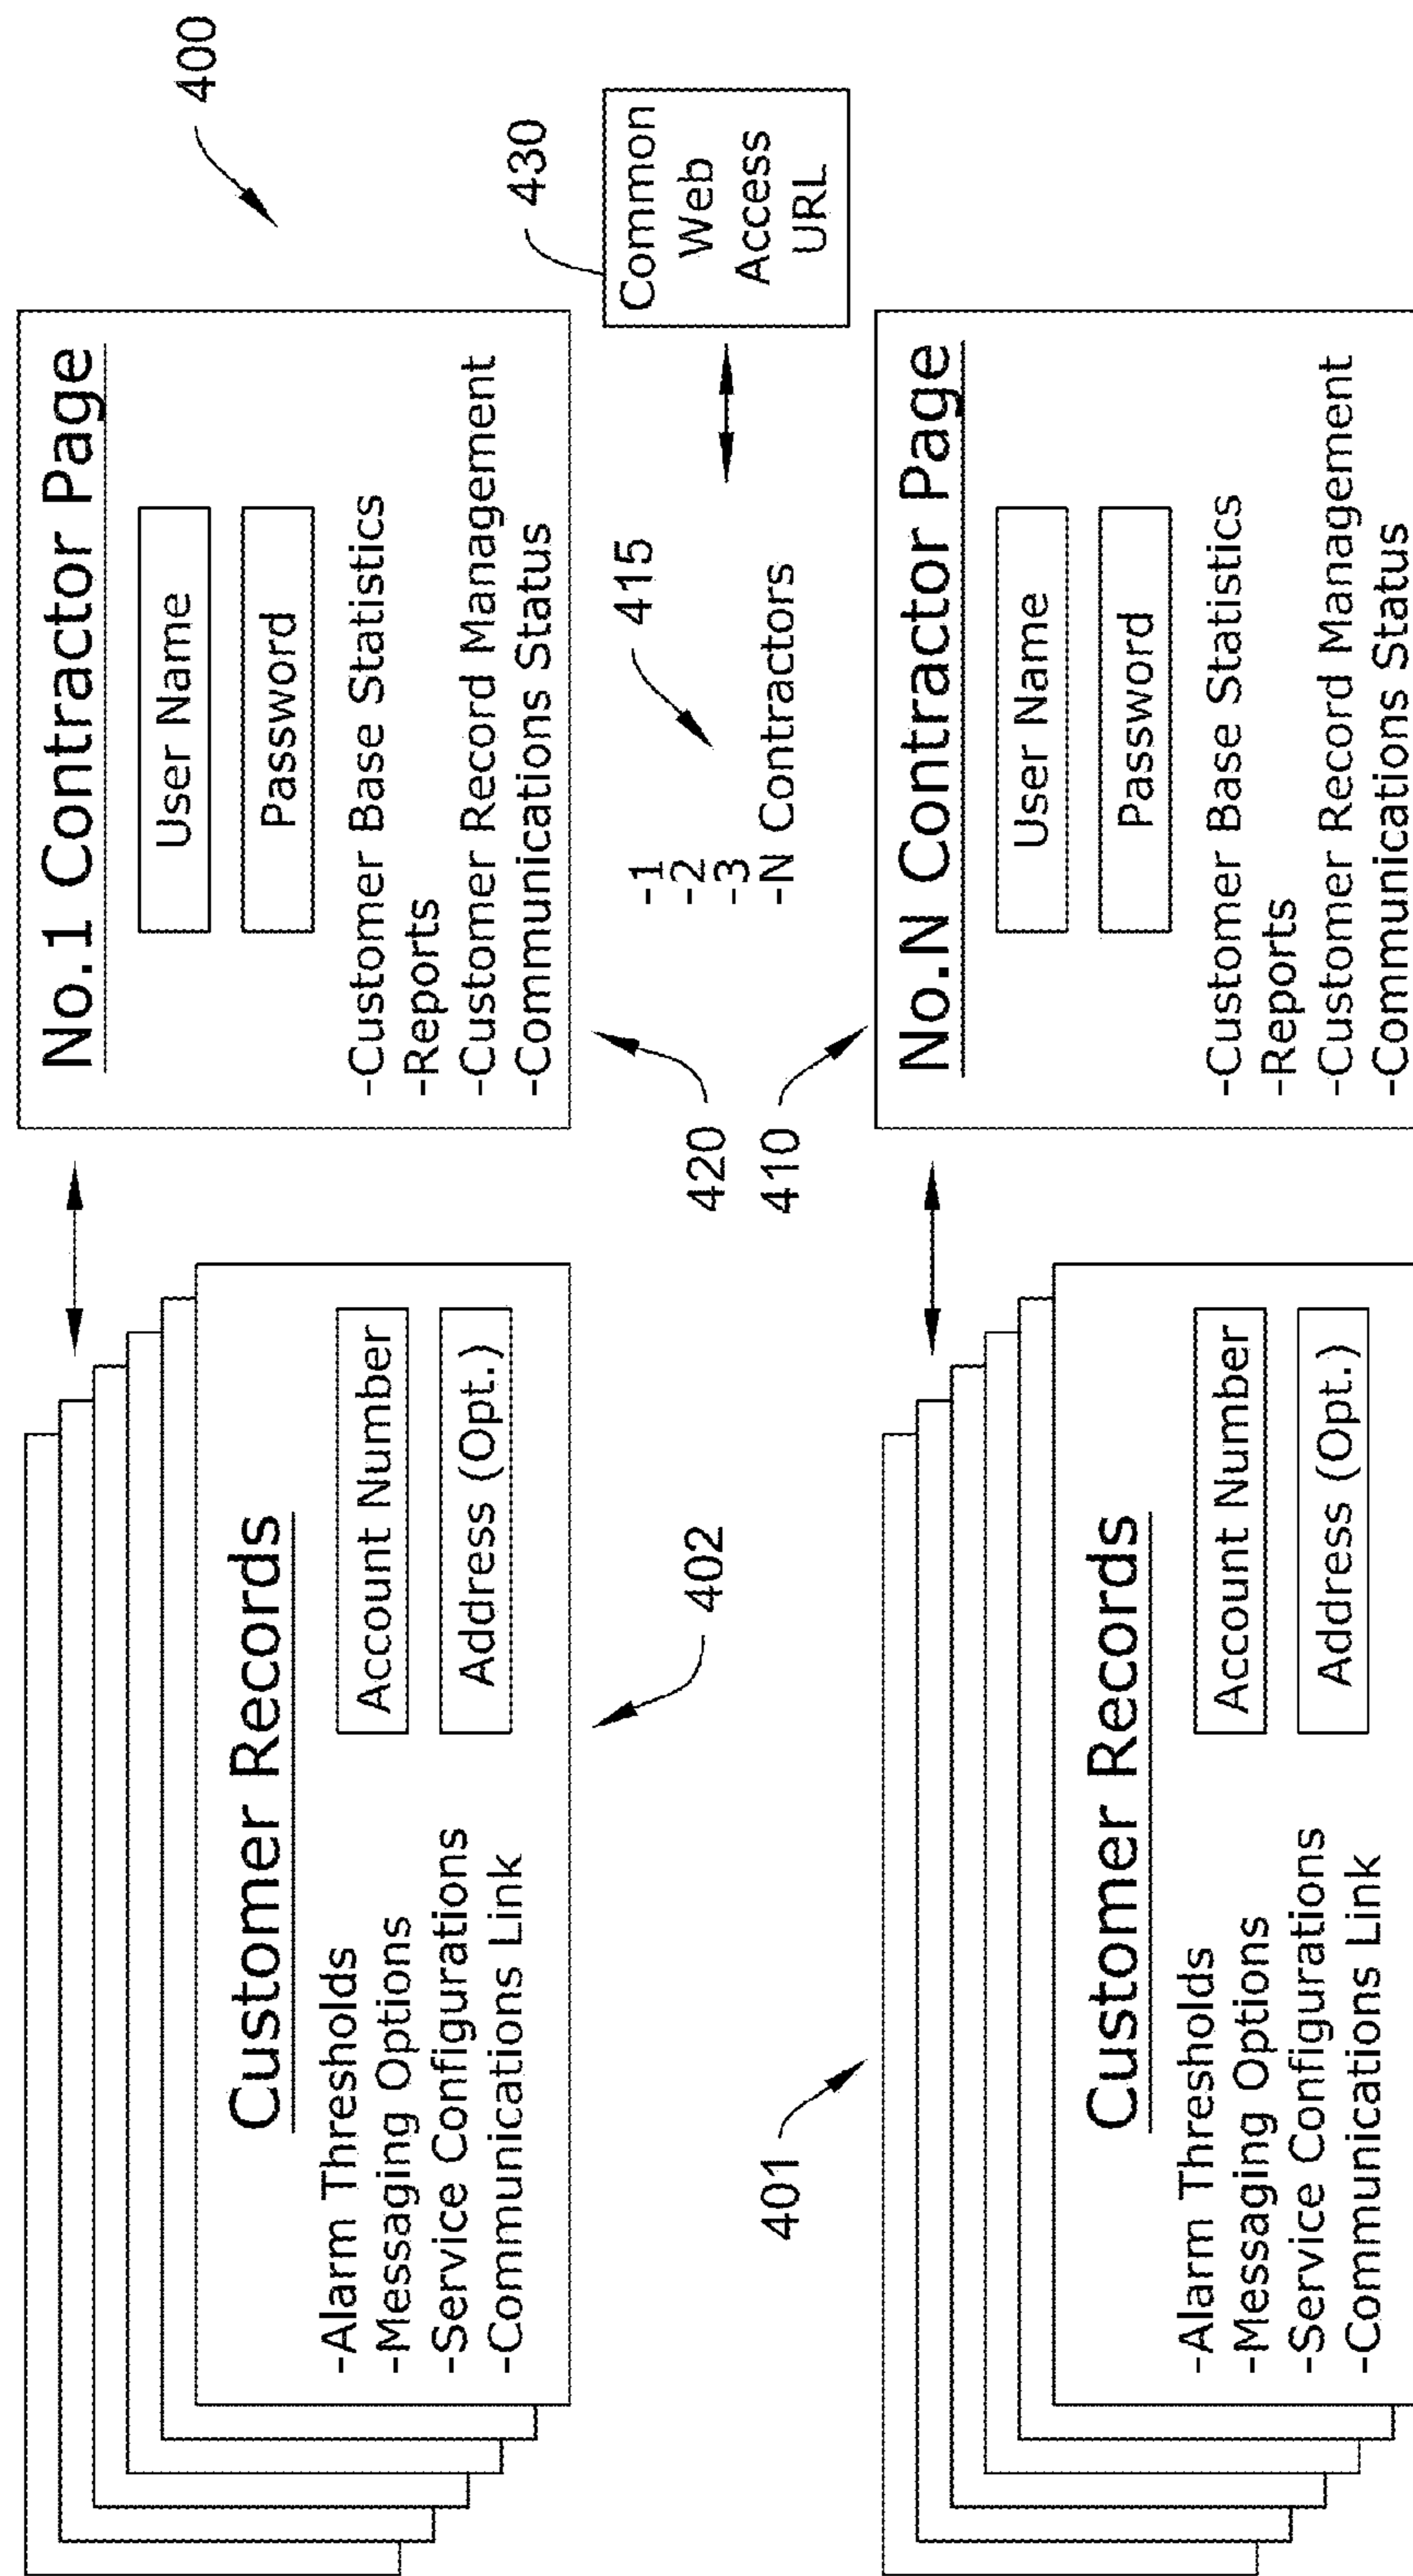 400
Customer Records
-Alarm Thresholds
-Messaging Options
-Service Configurations
-Communications Link
Account Number
Address (Opt.)
402
No.1 Contractor Page
User Name
Password
-Customer Base Statistics
-Reports
-Customer Record Management
-Communications Status
420
415
-1
-2
-3
-N Contractors
430
Common
Web
Access
URL
401
Customer Records
-Alarm Thresholds
-Messaging Options
-Service Configurations
-Communications Link
Account Number
Address (Opt.)
410
No.N Contractor Page
User Name
Password
-Customer Base Statistics
-Reports
-Customer Record Management
-Communications Status